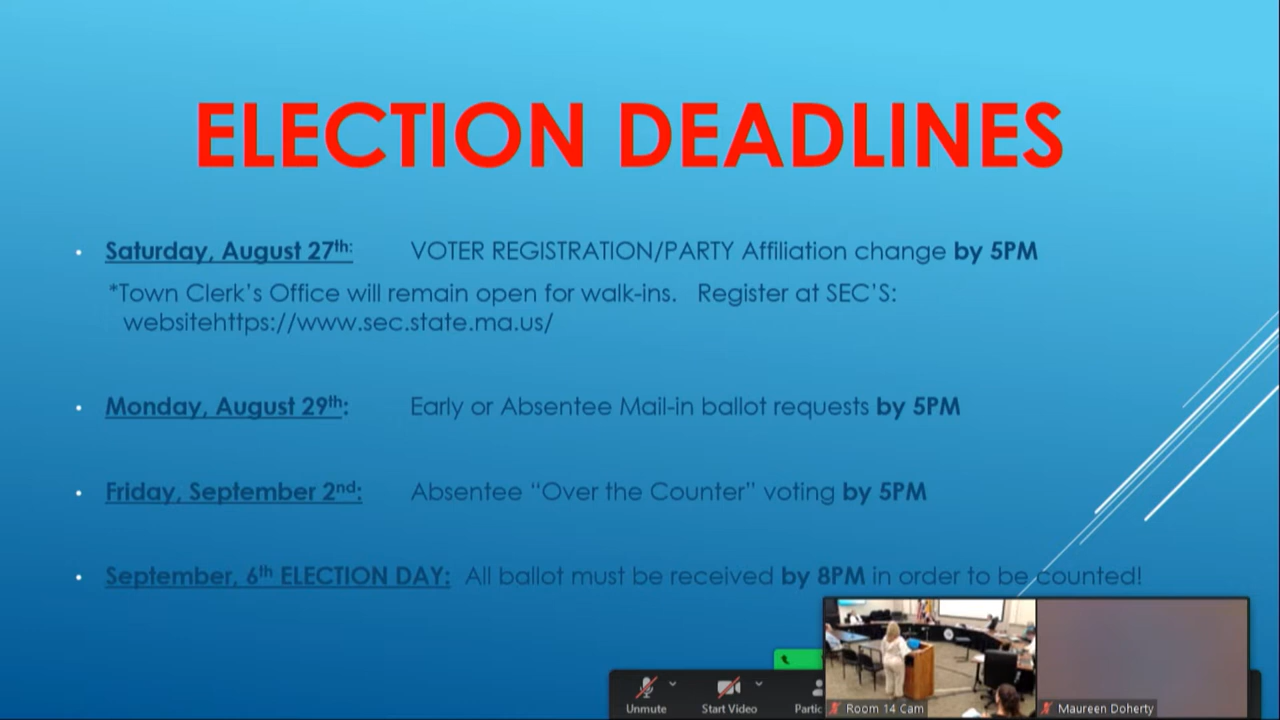 ELECTION DEADLINES
• Saturday, August 27th: VOTER REGISTRATION/PARTY Affiliation change by 5PM
*Town Clerk's Office will remain open for walk-ins. Register at SEC'S:
websitehttps://www.sec.state.ma.us/
• Monday, August 29th: Early or Absentee Mail-in ballot requests by 5PM
• Friday, September 2nd: Absentee “Over the Counter” voting by 5PM
• September, 6th ELECTION DAY: All ballot must be received by 8PM in order to be counted!
Unmute
Start Video
Partic
Room 14 Cam
Maureen Doherty